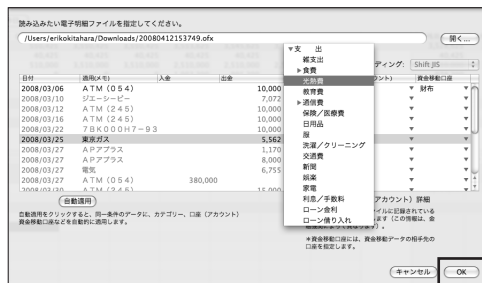 読み込みたい電子明細ファイルを指定してください。
/Users/erikokitahara/Downloads/20080412153749.ofx
開く...
ディング: Shift JIS
日付 適用(メモ) 入金 出金 ウント) 資金移動口座
2008/03/06 ATM(054) 10,000 財布
2008/03/10 ジエーシービー 7,072
2008/03/12 ATM(245) 10,000
2008/03/16 ATM(245) 10,000
2008/03/22 7BK000H7-93 10,000
2008/03/25 東京ガス 5,562
2008/03/27 APアプラス 1,170
2008/03/27 APアプラス 8,000
2008/03/27 電気 6,755
2008/03/27 ATM(054) 380,000
2008/03/30 ATM(245) 15,000
▼支 出
雑支出
▶食費
光熱費
教育費
▶通信費
保険/医療費
日用品
服
洗濯/クリーニング
交通費
新聞
娯楽
家電
利息/手数料
ローン金利
ローン借り入れ
自動適用
自動適用をクリックすると、同一条件のデータに、カテゴリー、口座(アカウント)
資金移動口座などを自動的に適用します。
アカウント)詳細
イルに記録されている
ます(この情報は、金
*資金移動口座には、資金移動データの相手先の
口座を指定します。
キャンセル
OK